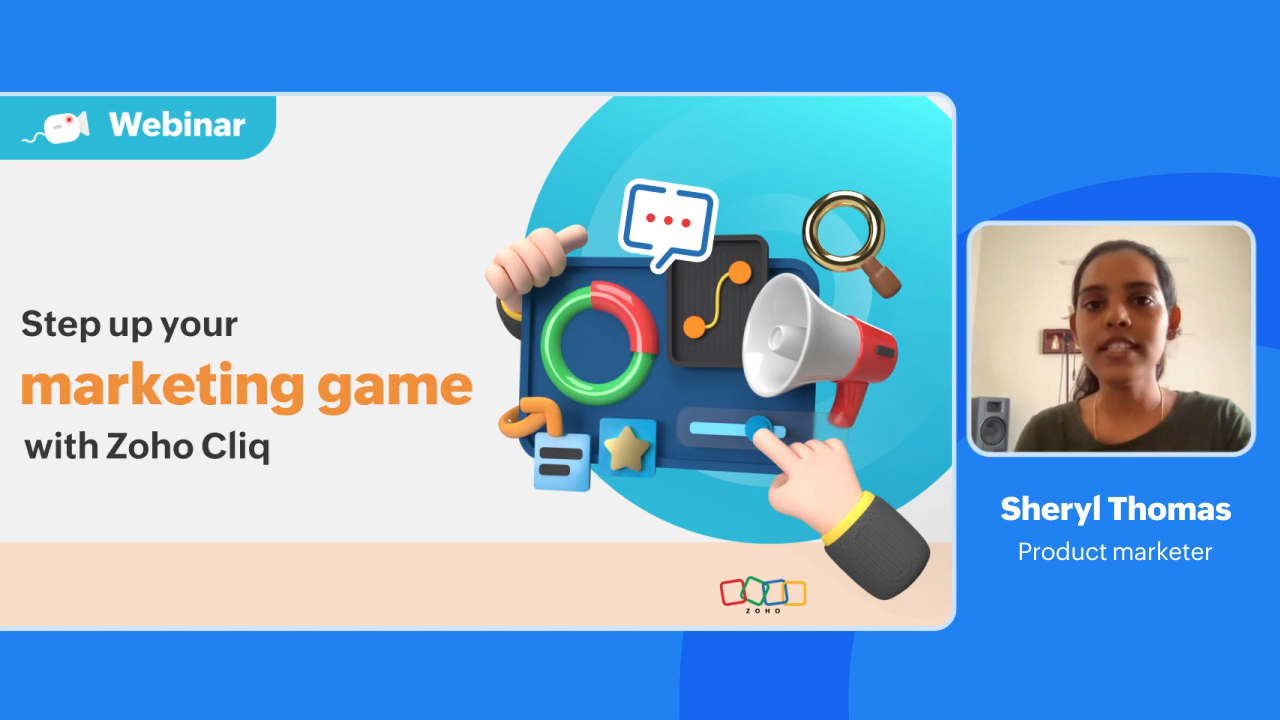 Webinar
Step up your
marketing game
with Zoho Cliq
ZOHO
Sheryl Thomas
Product marketer